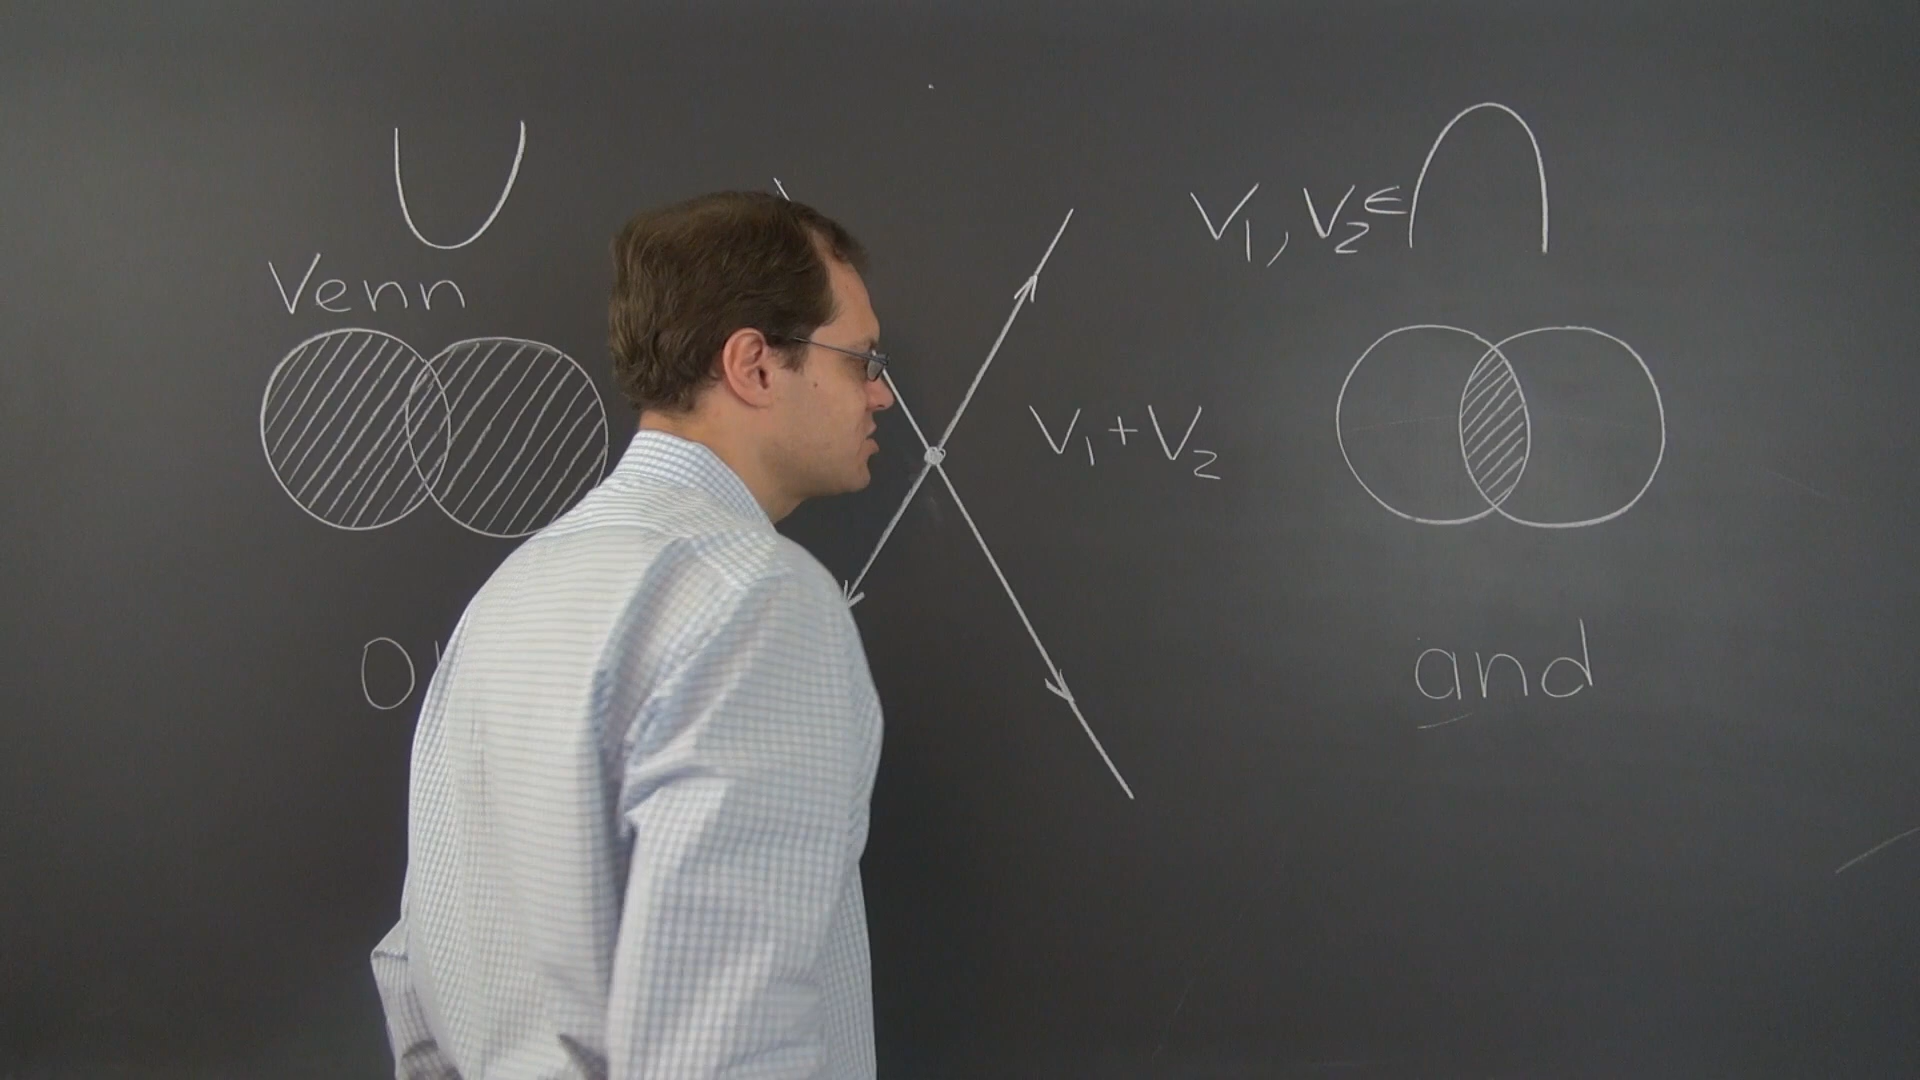 ∪
Venn
V₁, V₂ ∈ ∩
V₁ + V₂
and